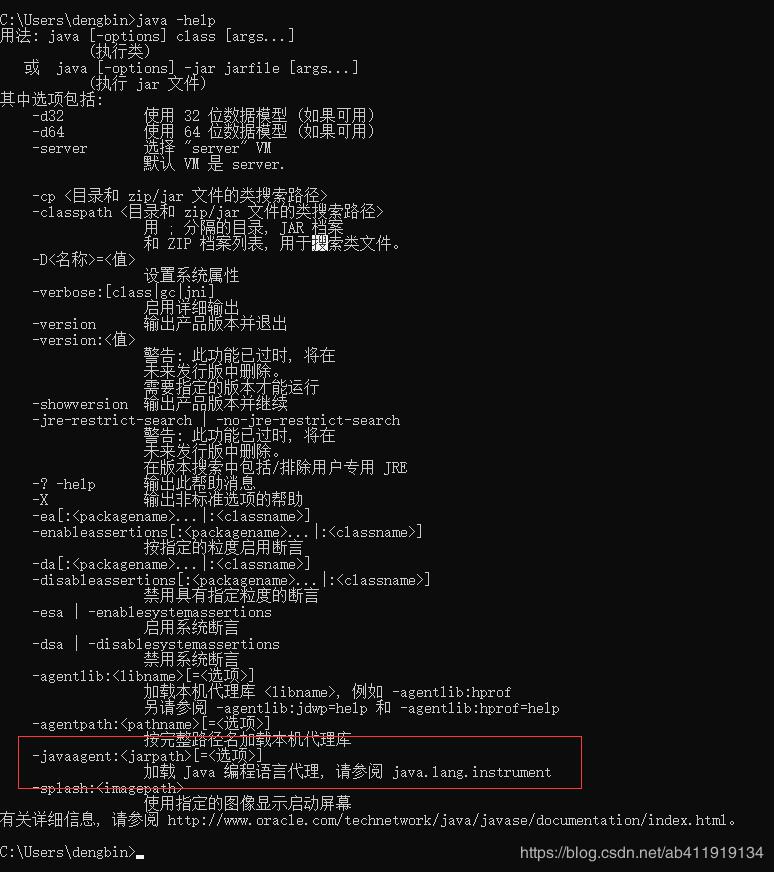 C:\Users\dengbin>java -help
用法: java [-options] class [args...]
(执行类)
或 java [-options] -jar jarfile [args...]
(执行 jar 文件)
其中选项包括:
-d32 使用 32 位数据模型 (如果可用)
-d64 使用 64 位数据模型 (如果可用)
-server 选择 "server" VM
默认 VM 是 server.
-cp <目录和 zip/jar 文件的类搜索路径>
-classpath <目录和 zip/jar 文件的类搜索路径>
用 ; 分隔的目录, JAR 档案
和 ZIP 档案列表, 用于搜索类文件。
-D<名称>=<值>
设置系统属性
-verbose:[class|gc|jni]
启用详细输出
-version 输出产品版本并退出
-version:<值>
警告: 此功能已过时, 将在
未来发行版中删除。
需要指定的版本才能运行
-showversion 输出产品版本并继续
-jre-restrict-search | -no-jre-restrict-search
警告: 此功能已过时, 将在
未来发行版中删除。
在版本搜索中包括/排除用户专用 JRE
-? -help 输出此帮助消息
-X 输出非标准选项的帮助
-ea[:<packagename>...|:<classname>]
-enableassertions[:<packagename>...|:<classname>]
按指定的粒度启用断言
-da[:<packagename>...|:<classname>]
-disableassertions[:<packagename>...|:<classname>]
禁用具有指定粒度的断言
-esa | -enablesystemassertions
启用系统断言
-dsa | -disablesystemassertions
禁用系统断言
-agentlib:<libname>[=<选项>]
加载本机代理库 <libname>, 例如 -agentlib:hprof
另请参阅 -agentlib:jdwp=help 和 -agentlib:hprof=help
-agentpath:<pathname>[=<选项>]
按完整路径名加载本机代理库
-javaagent:<jarpath>[=<选项>]
加载 Java 编程语言代理, 请参阅 java.lang.instrument
-splash:<imagepath>
使用指定的图像显示启动屏幕
有关详细信息, 请参阅 http://www.oracle.com/technetwork/java/javase/documentation/index.html。
C:\Users\dengbin>
https://blog.csdn.net/ab411919134